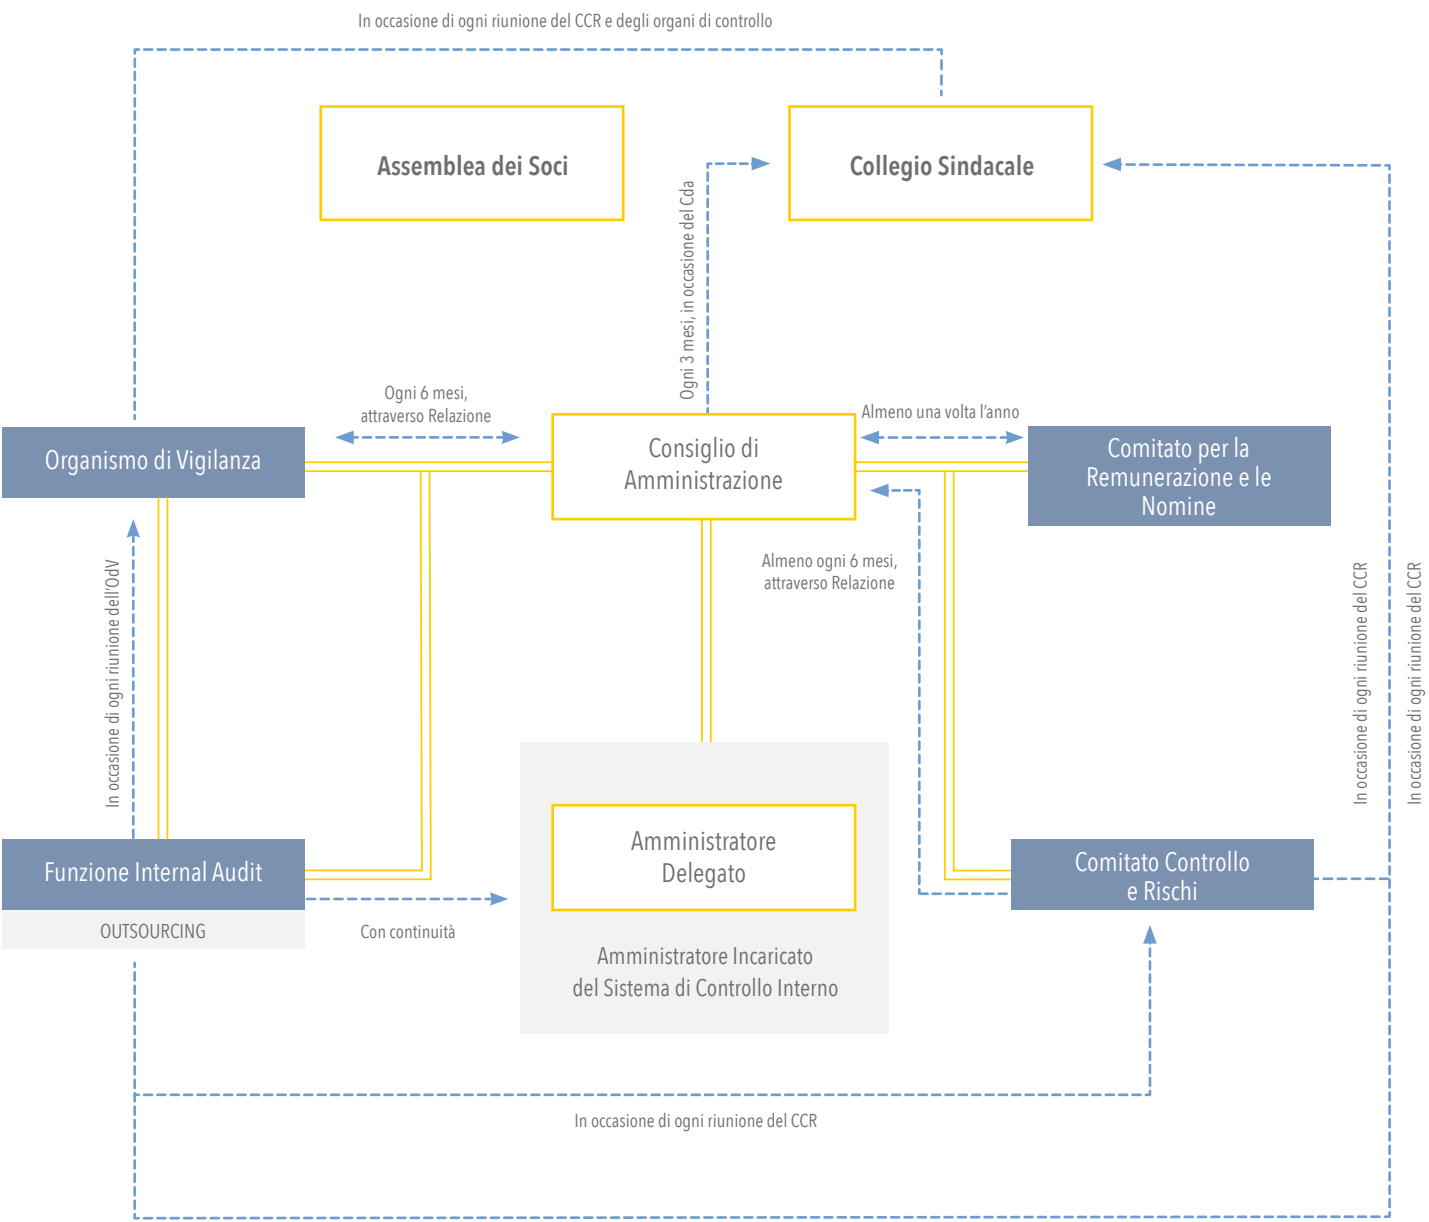 In occasione di ogni riunione del CCR e degli organi di controllo
Assemblea dei Soci
Collegio Sindacale
Ogni 3 mesi, in occasione del Cda
Ogni 6 mesi,
attraverso Relazione
Almeno una volta l'anno
Organismo di Vigilanza
Consiglio di
Amministrazione
Comitato per la
Remunerazione e le
Nomine
Almeno ogni 6 mesi,
attraverso Relazione
In occasione di ogni riunione dell'OdV
In occasione di ogni riunione del CCR
In occasione di ogni riunione del CCR
Funzione Internal Audit
OUTSOURCING
Con continuità
Amministratore
Delegato
Amministratore Incaricato
del Sistema di Controllo Interno
Comitato Controllo
e Rischi
In occasione di ogni riunione del CCR